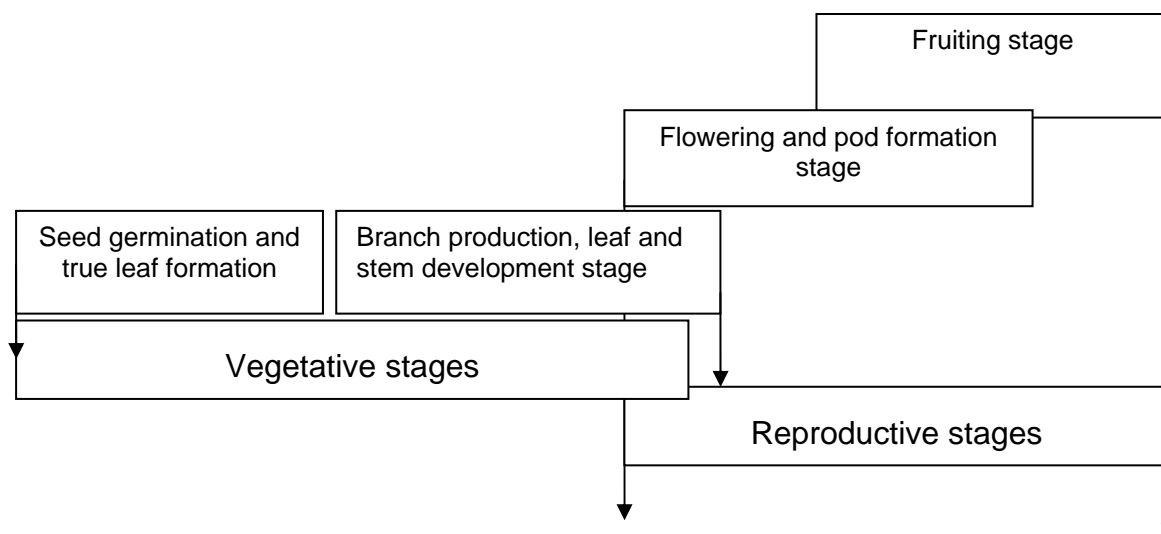 Fruiting stage
Flowering and pod formation
stage
Seed germination and
true leaf formation
Branch production, leaf and
stem development stage
Vegetative stages
Reproductive stages